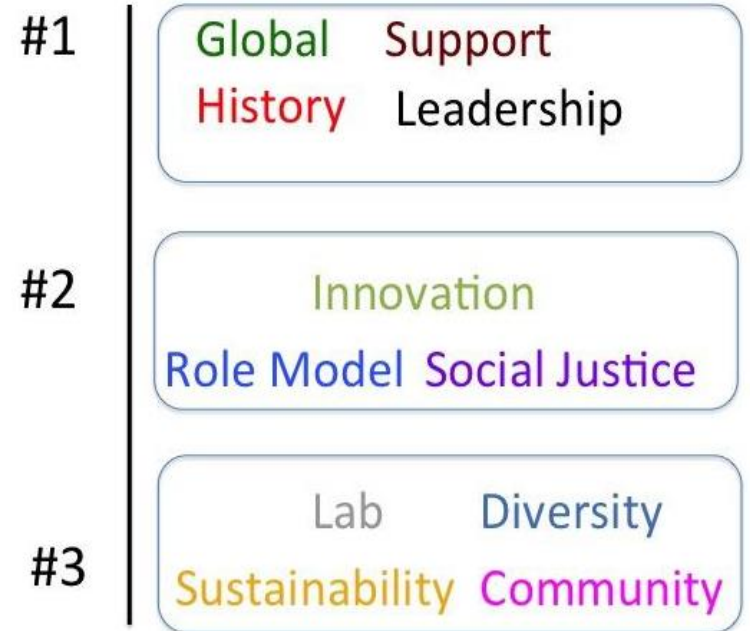 #1
Global Support
History Leadership
#2
Innovation
Role Model Social Justice
Lab Diversity
#3
Sustainability Community